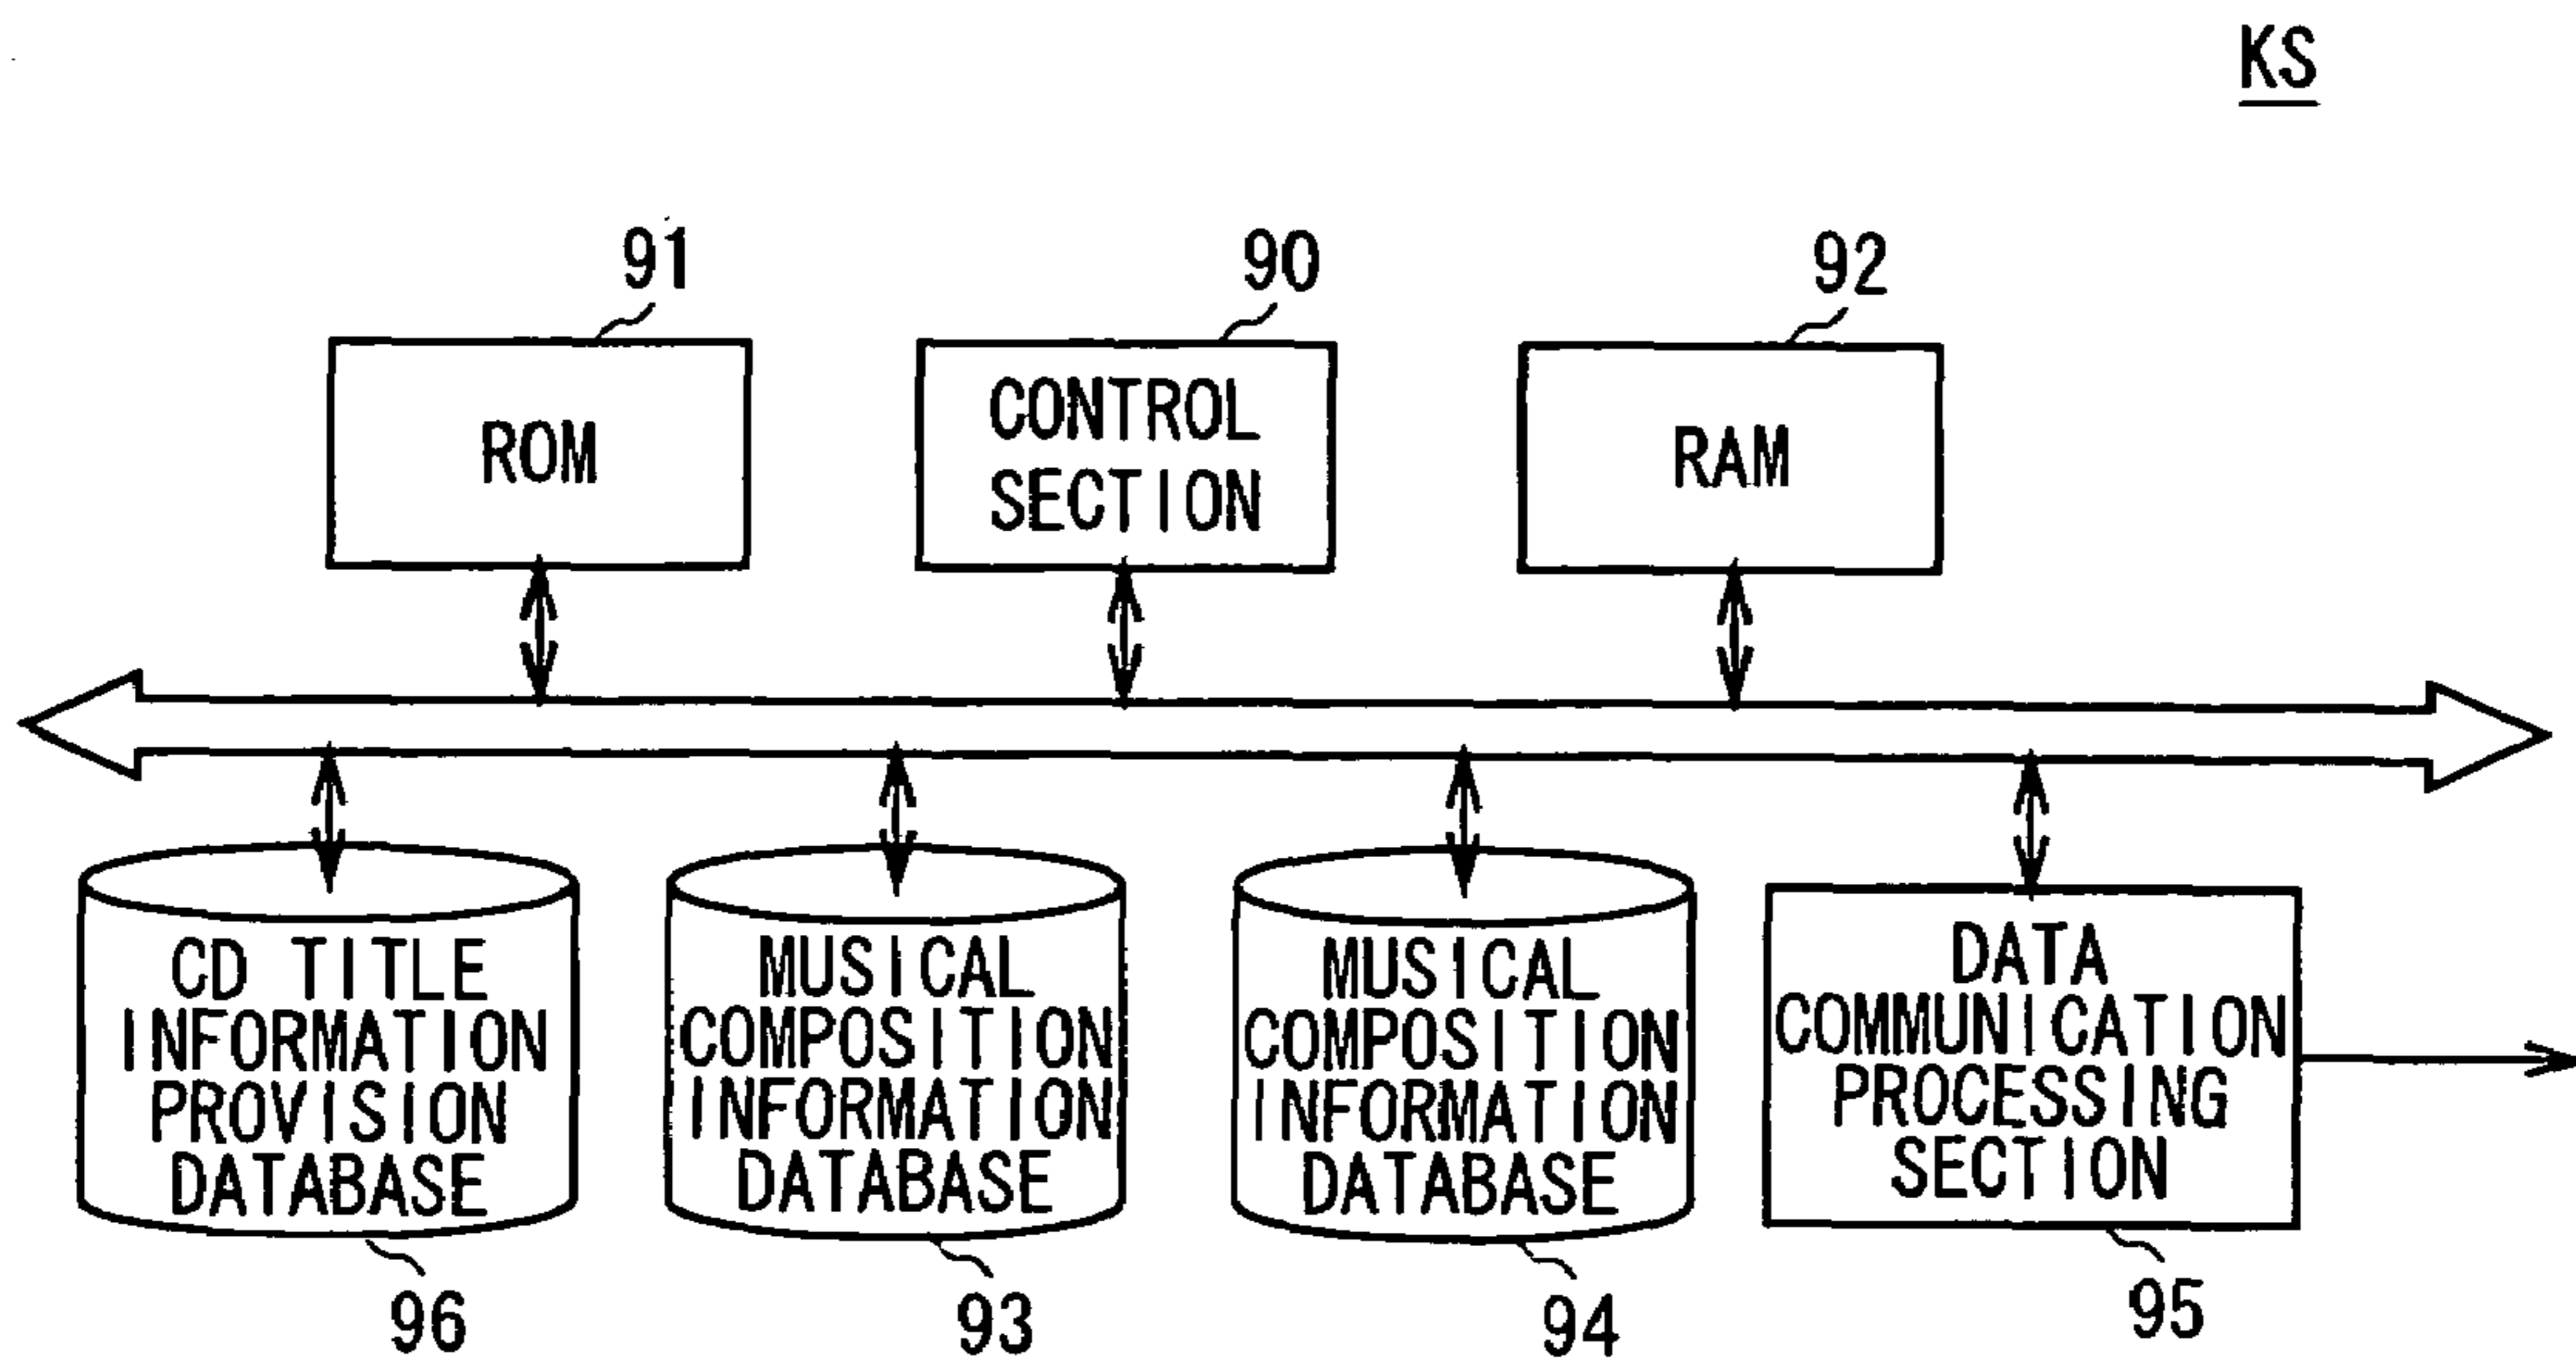 KS
91
90
92
ROM
CONTROL
SECTION
RAM
CD TITLE
INFORMATION
PROVISION
DATABASE
MUSICAL
COMPOSITION
INFORMATION
DATABASE
MUSICAL
COMPOSITION
INFORMATION
DATABASE
DATA
COMMUNICATION
PROCESSING
SECTION
96
93
94
95